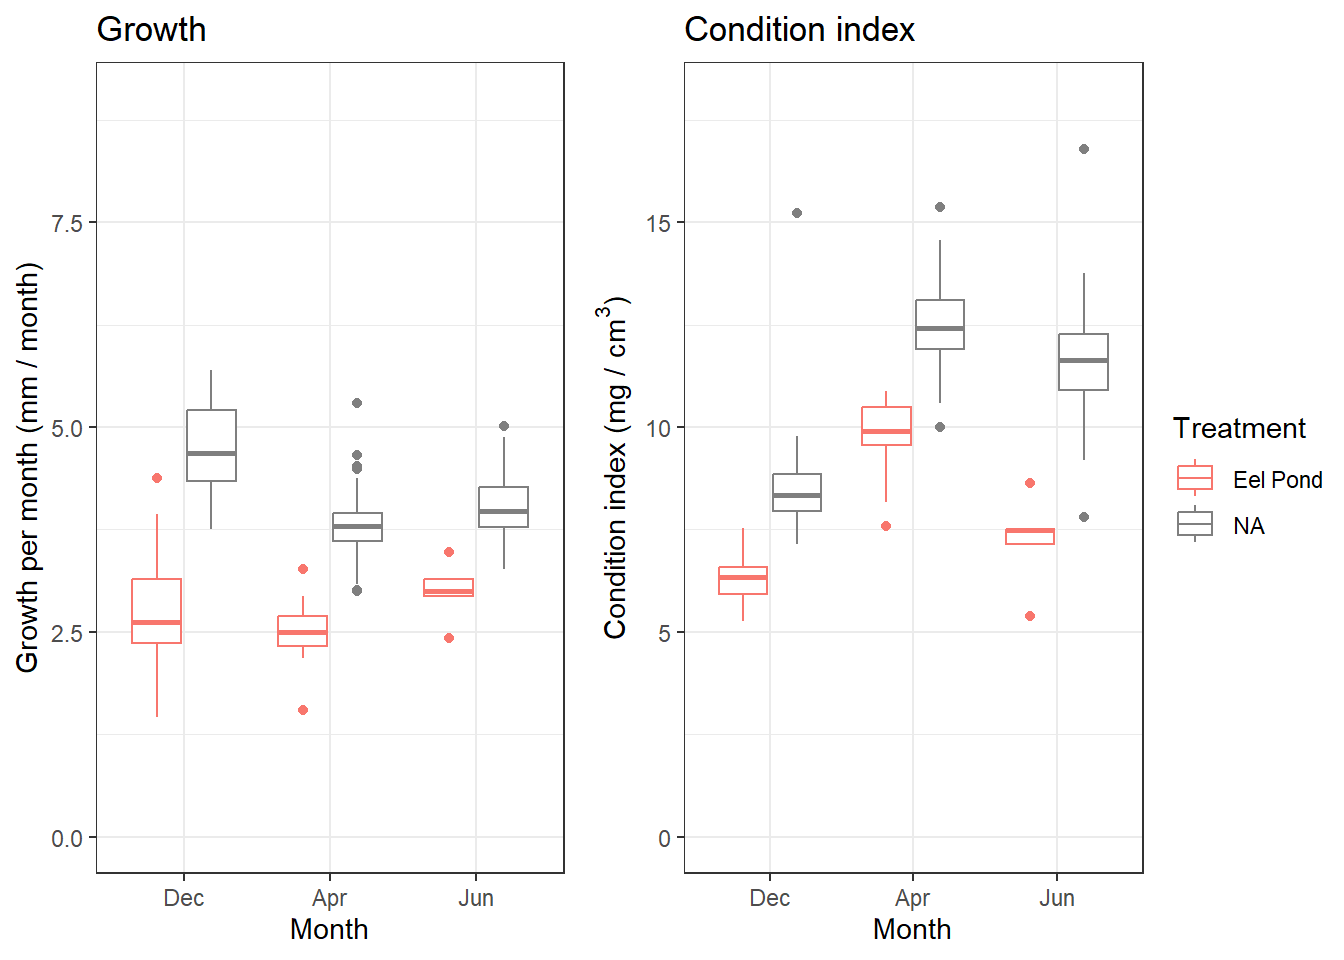 Growth
Condition index
Growth per month (mm / month)
7.5
5.0
2.5
0.0
Dec Apr Jun
Month
Condition index (mg / cm³)
15
10
5
0
Dec Apr Jun
Month
Treatment
Eel Pond
NA